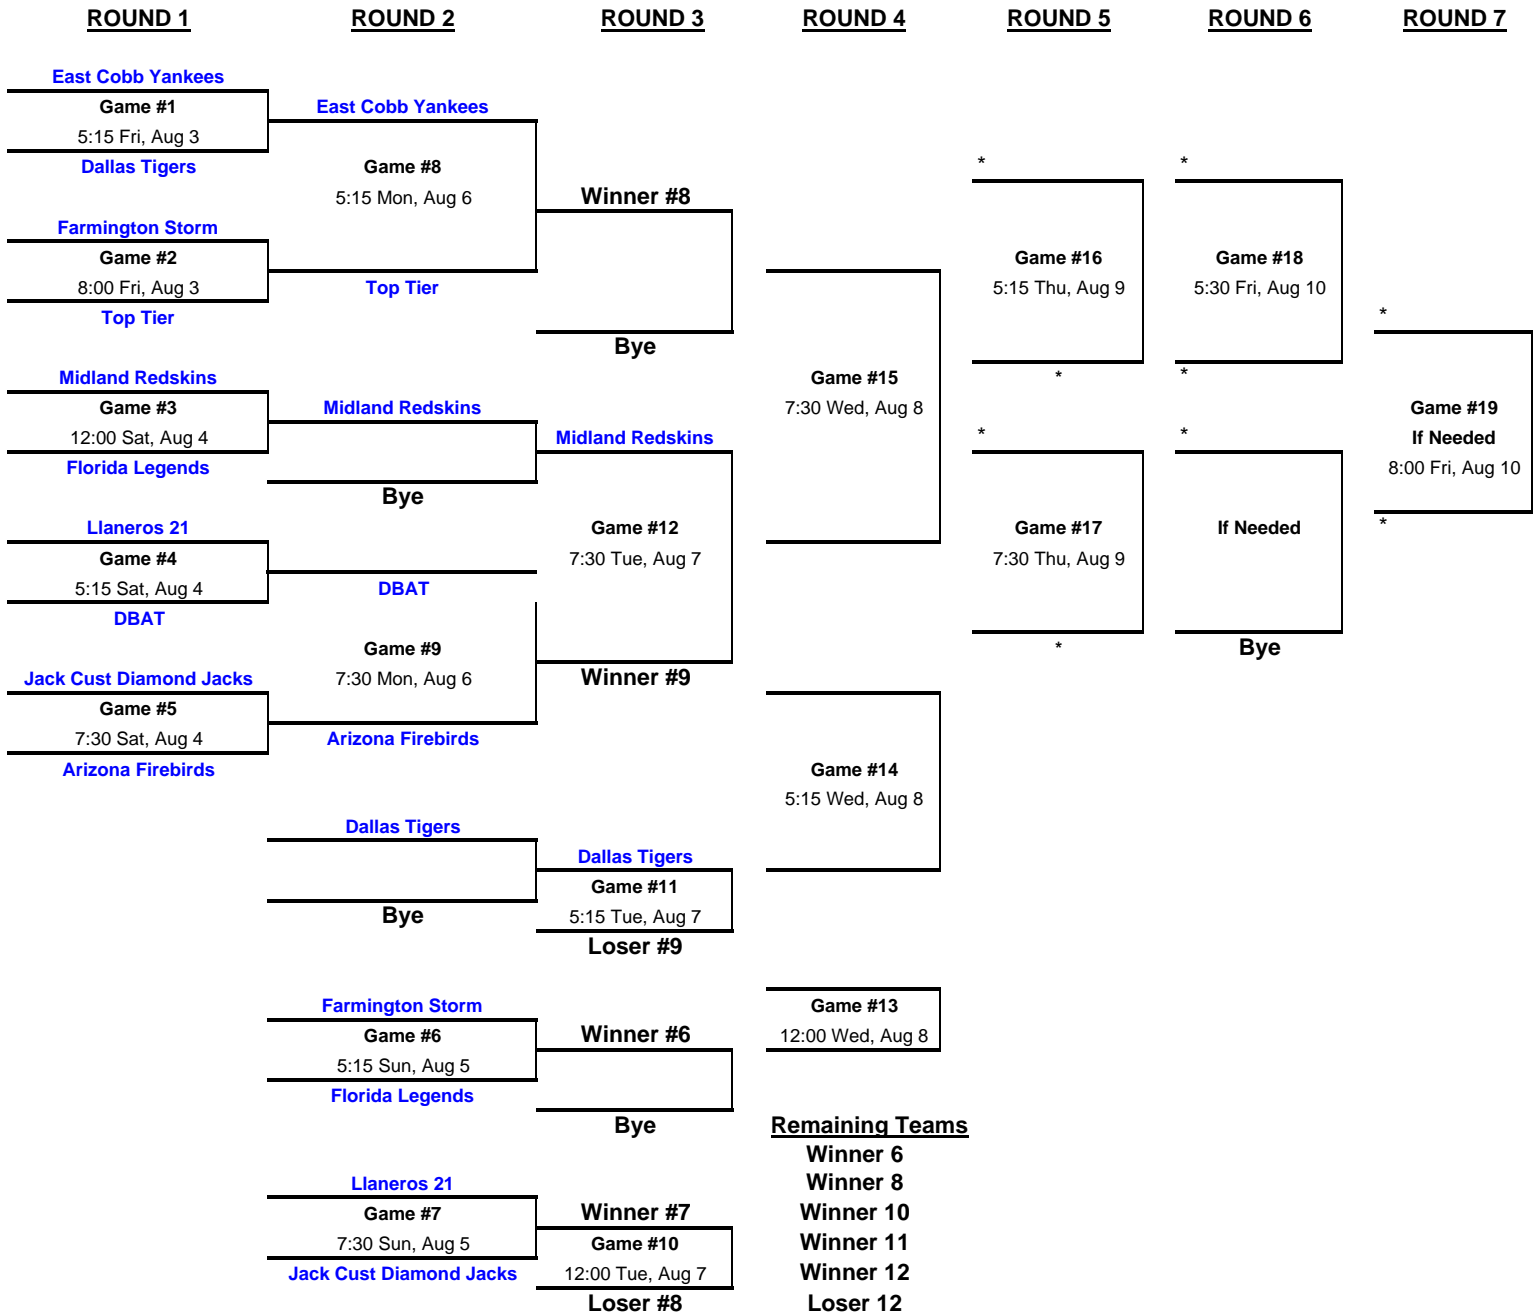 ROUND 1
ROUND 2
ROUND 3
ROUND 4
ROUND 5
ROUND 6
ROUND 7
East Cobb Yankees
Game #1
5:15 Fri, Aug 3
Dallas Tigers
Farmington Storm
Game #2
8:00 Fri, Aug 3
Top Tier
Midland Redskins
Game #3
12:00 Sat, Aug 4
Florida Legends
Llaneros 21
Game #4
5:15 Sat, Aug 4
DBAT
Jack Cust Diamond Jacks
Game #5
7:30 Sat, Aug 4
Arizona Firebirds
East Cobb Yankees
Game #8
5:15 Mon, Aug 6
Top Tier
Midland Redskins
Bye
DBAT
Game #9
7:30 Mon, Aug 6
Arizona Firebirds
Dallas Tigers
Bye
Farmington Storm
Game #6
5:15 Sun, Aug 5
Florida Legends
Llaneros 21
Game #7
7:30 Sun, Aug 5
Jack Cust Diamond Jacks
Winner #8
Bye
Midland Redskins
Game #12
7:30 Tue, Aug 7
Winner #9
Dallas Tigers
Game #11
5:15 Tue, Aug 7
Loser #9
Winner #6
Bye
Winner #7
Game #10
12:00 Tue, Aug 7
Loser #8
Game #15
7:30 Wed, Aug 8
Game #14
5:15 Wed, Aug 8
Game #13
12:00 Wed, Aug 8
Remaining Teams
Winner 6
Winner 8
Winner 10
Winner 11
Winner 12
Loser 12
*
Game #16
5:15 Thu, Aug 9
*
*
Game #17
7:30 Thu, Aug 9
*
*
Game #18
5:30 Fri, Aug 10
*
*
If Needed
Bye
*
Game #19
If Needed
8:00 Fri, Aug 10
*